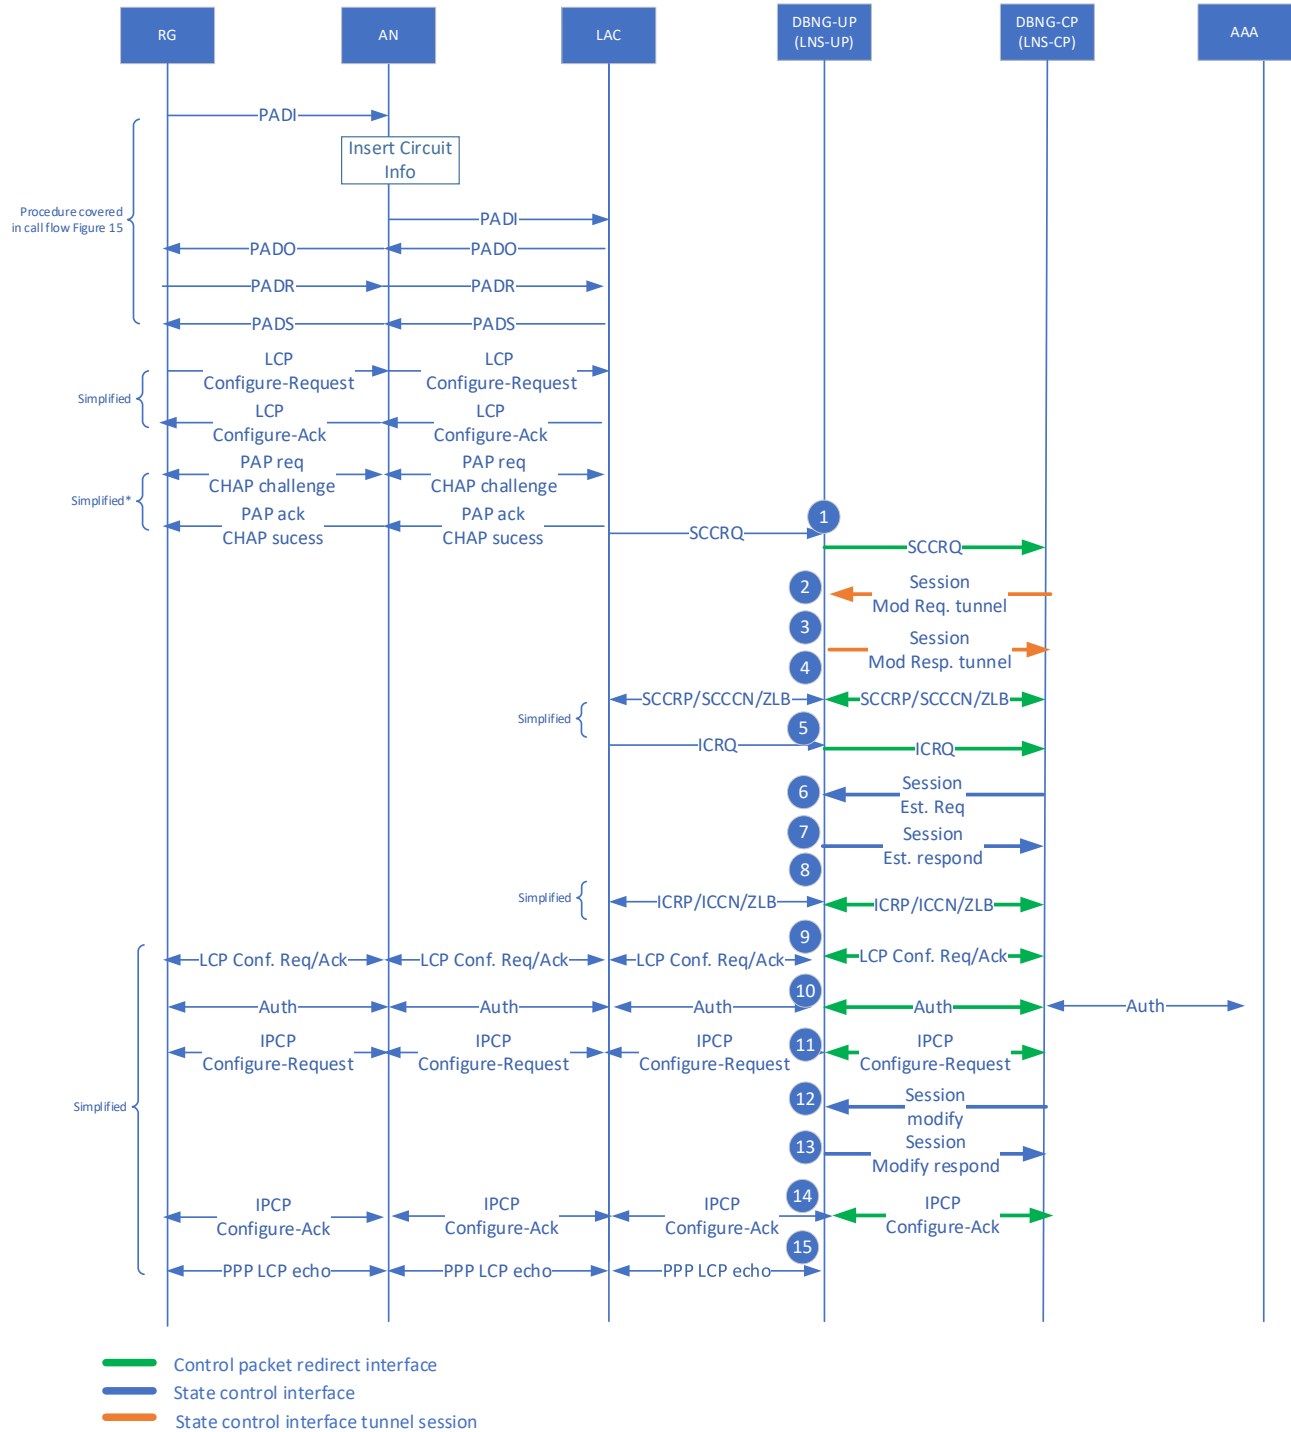 RG
AN
LAC
DBNG-UP
(LNS-UP)
DBNG-CP
(LNS-CP)
AAA
PADI
Insert Circuit
Info
Procedure covered
in call flow Figure 15
PADI
PADO
PADO
PADR
PADR
PADS
PADS
LCP
Configure-Request
LCP
Configure-Request
Simplified
LCP
Configure-Ack
LCP
Configure-Ack
PAP req
CHAP challenge
PAP req
CHAP challenge
Simplified*
PAP ack
CHAP sucess
PAP ack
CHAP sucess
1
SCCRQ
SCCRQ
2
Session
Mod Req. tunnel
3
Session
Mod Resp. tunnel
4
SCCRP/SCCCN/ZLB
SCCRP/SCCCN/ZLB
Simplified
5
ICRQ
ICRQ
6
Session
Est. Req
7
Session
Est. respond
8
Simplified
ICRP/ICCN/ZLB
ICRP/ICCN/ZLB
9
LCP Conf. Req/Ack
LCP Conf. Req/Ack
LCP Conf. Req/Ack
LCP Conf. Req/Ack
10
Auth
Auth
Auth
Auth
Auth
11
IPCP
Configure-Request
IPCP
Configure-Request
IPCP
Configure-Request
IPCP
Configure-Request
12
Session
modify
Simplified
13
Session
Modify respond
14
IPCP
Configure-Ack
IPCP
Configure-Ack
IPCP
Configure-Ack
IPCP
Configure-Ack
15
PPP LCP echo
PPP LCP echo
PPP LCP echo
Control packet redirect interface
State control interface
State control interface tunnel session